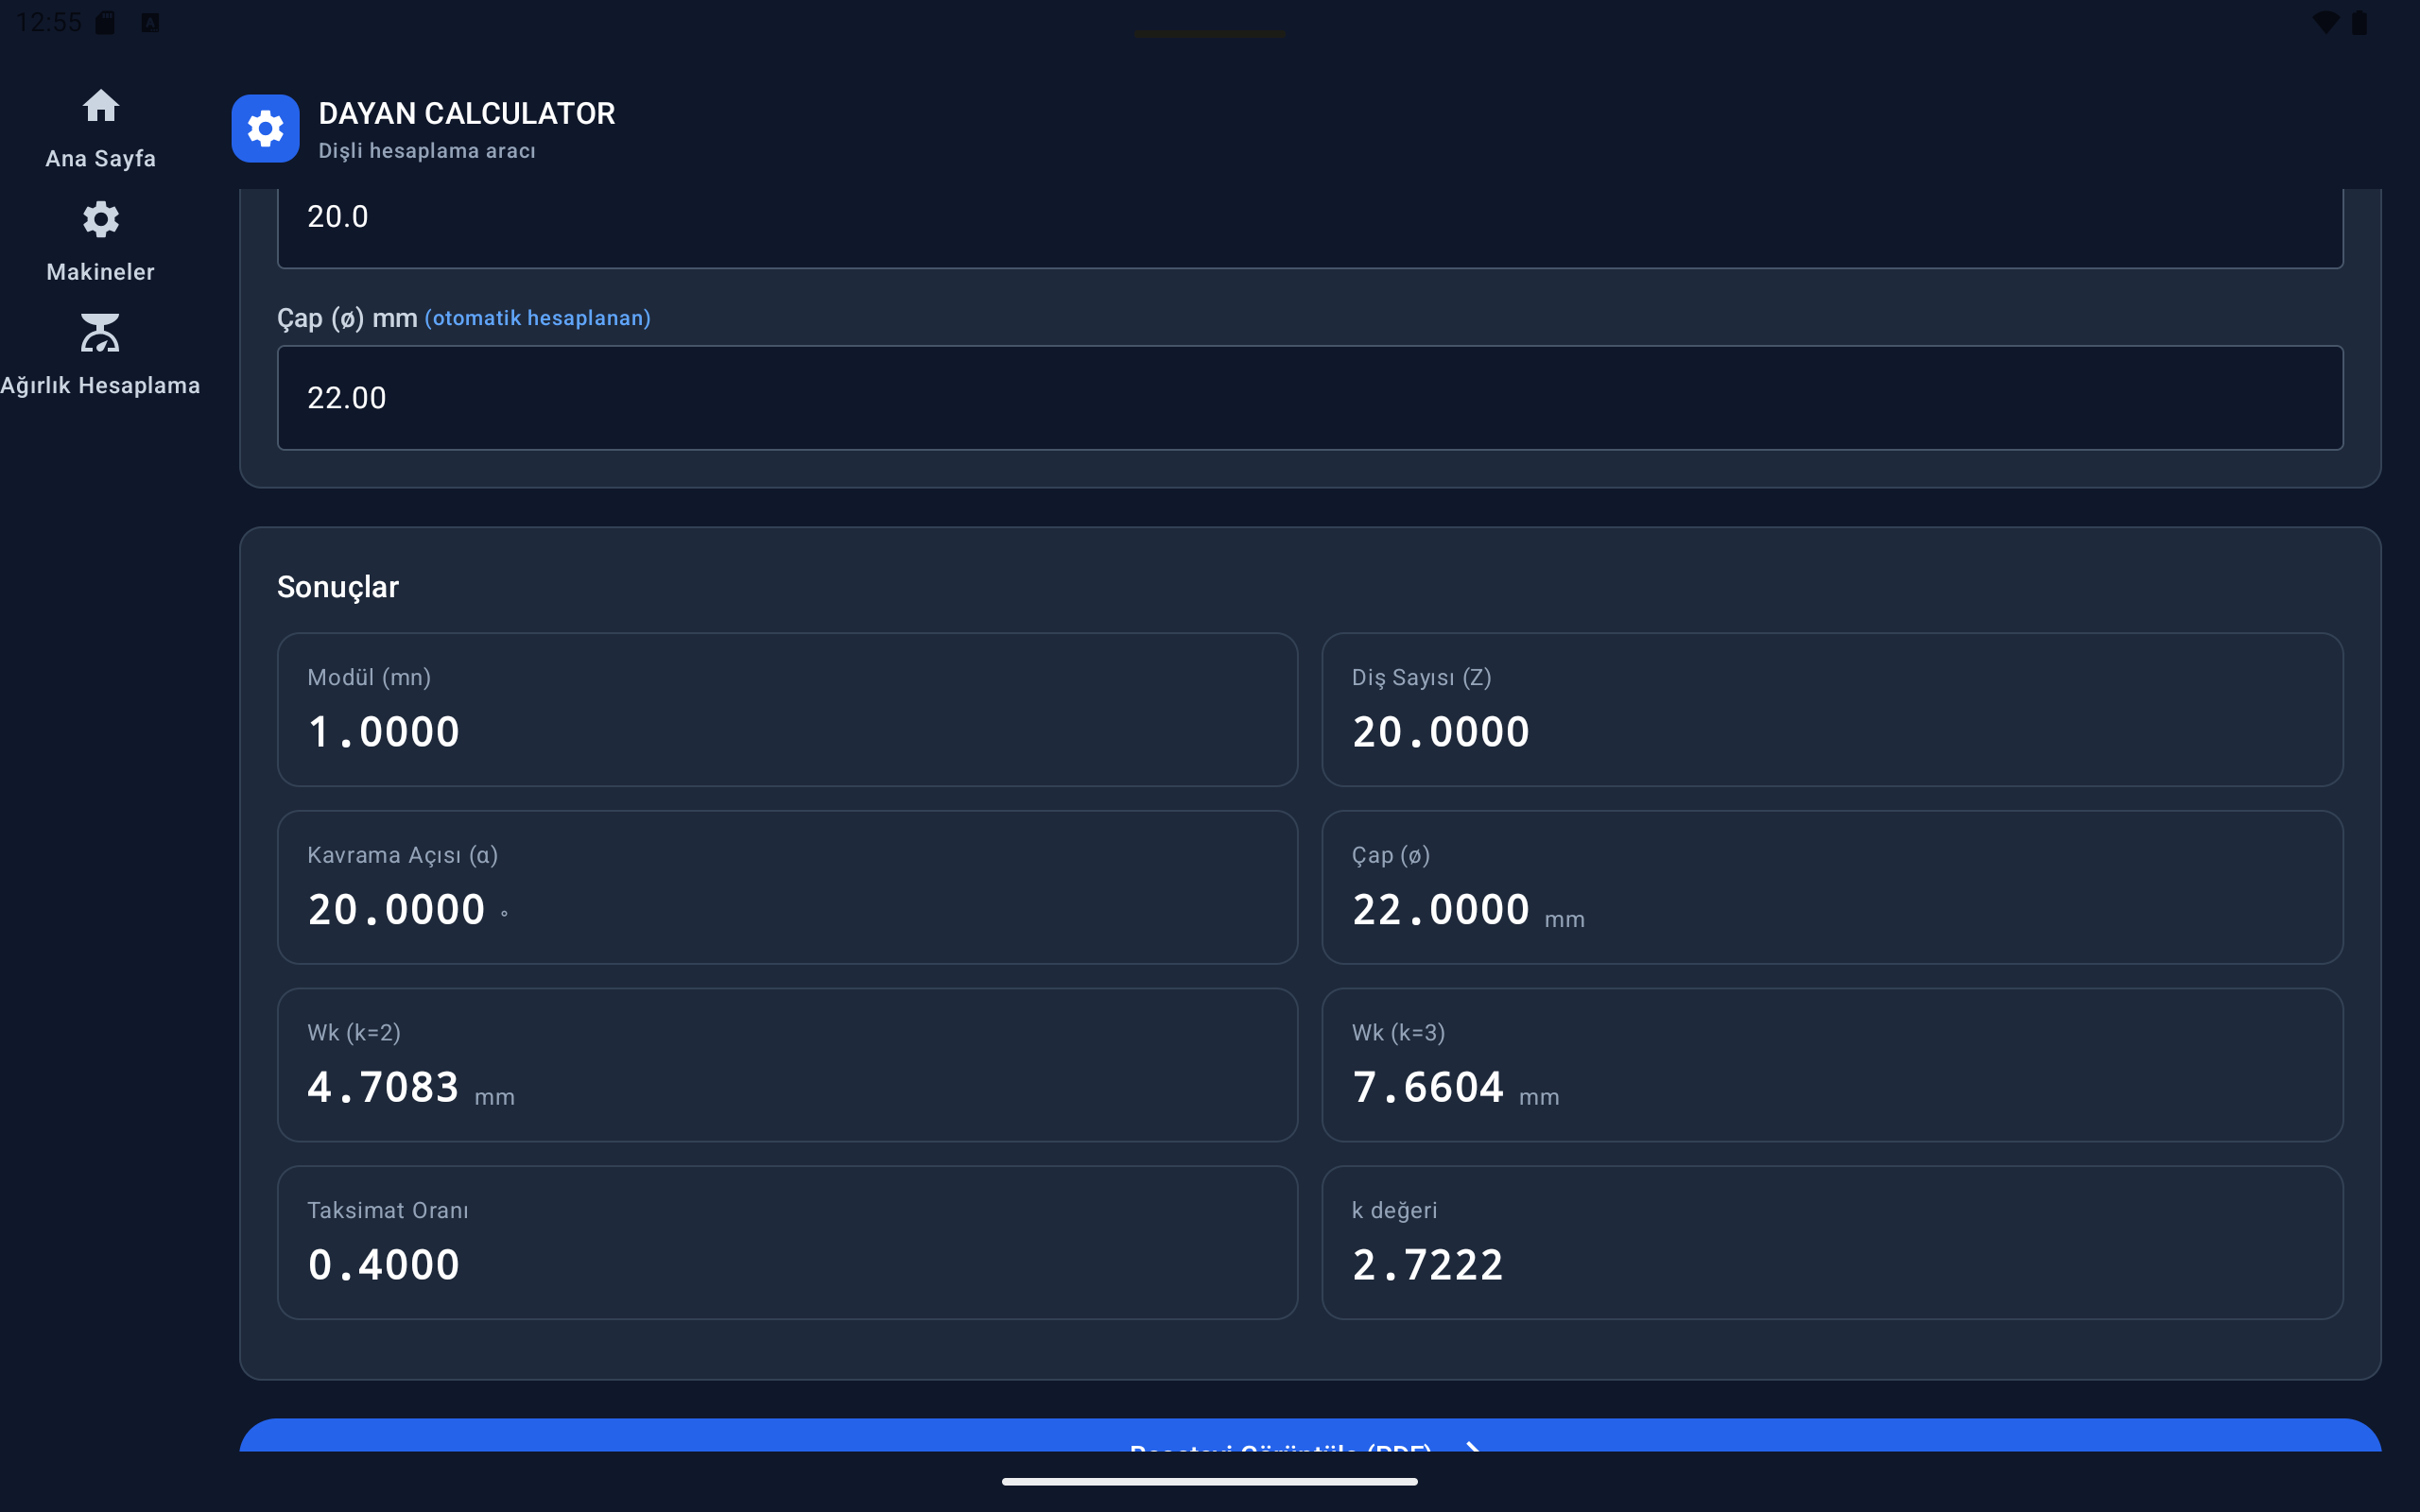 12:55
DAYAN CALCULATOR
Dişli hesaplama aracı
Ana Sayfa
Makineler
Ağırlık Hesaplama
20.0
Çap (ø) mm (otomatik hesaplanan)
22.00
Sonuçlar
Modül (mn)
1.0000
Diş Sayısı (Z)
20.0000
Kavrama Açısı (α)
20.0000 °
Çap (ø)
22.0000 mm
Wk (k=2)
4.7083 mm
Wk (k=3)
7.6604 mm
Taksimat Oranı
0.4000
k değeri
2.7222
Görüntüle (PDF)